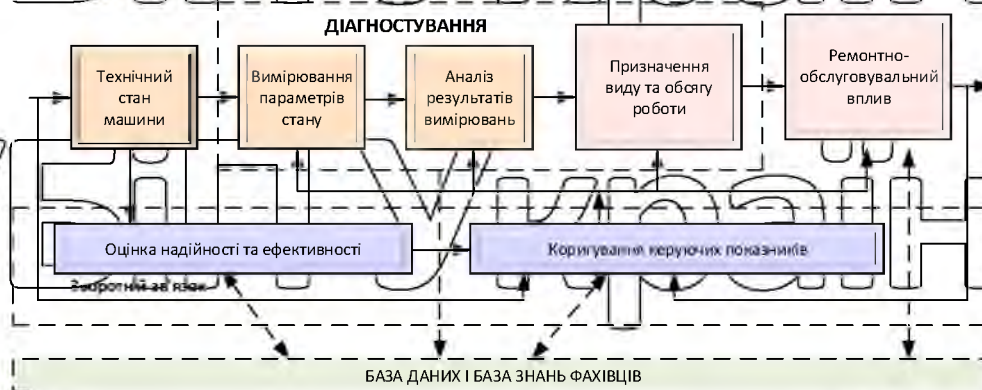 ДІАГНОСТУВАННЯ
Технічний
стан
машини
Вимірювання
параметрів
стану
Аналіз
результатів
вимірювань
Призначення
виду та обсягу
роботи
Ремонтно-
обслуговувальний
вплив
Оцінка надійності та ефективності
Коригування керуючих показників
Зворотній зв'язок
БАЗА ДАНИХ І БАЗА ЗНАНЬ ФАХІВЦІВ